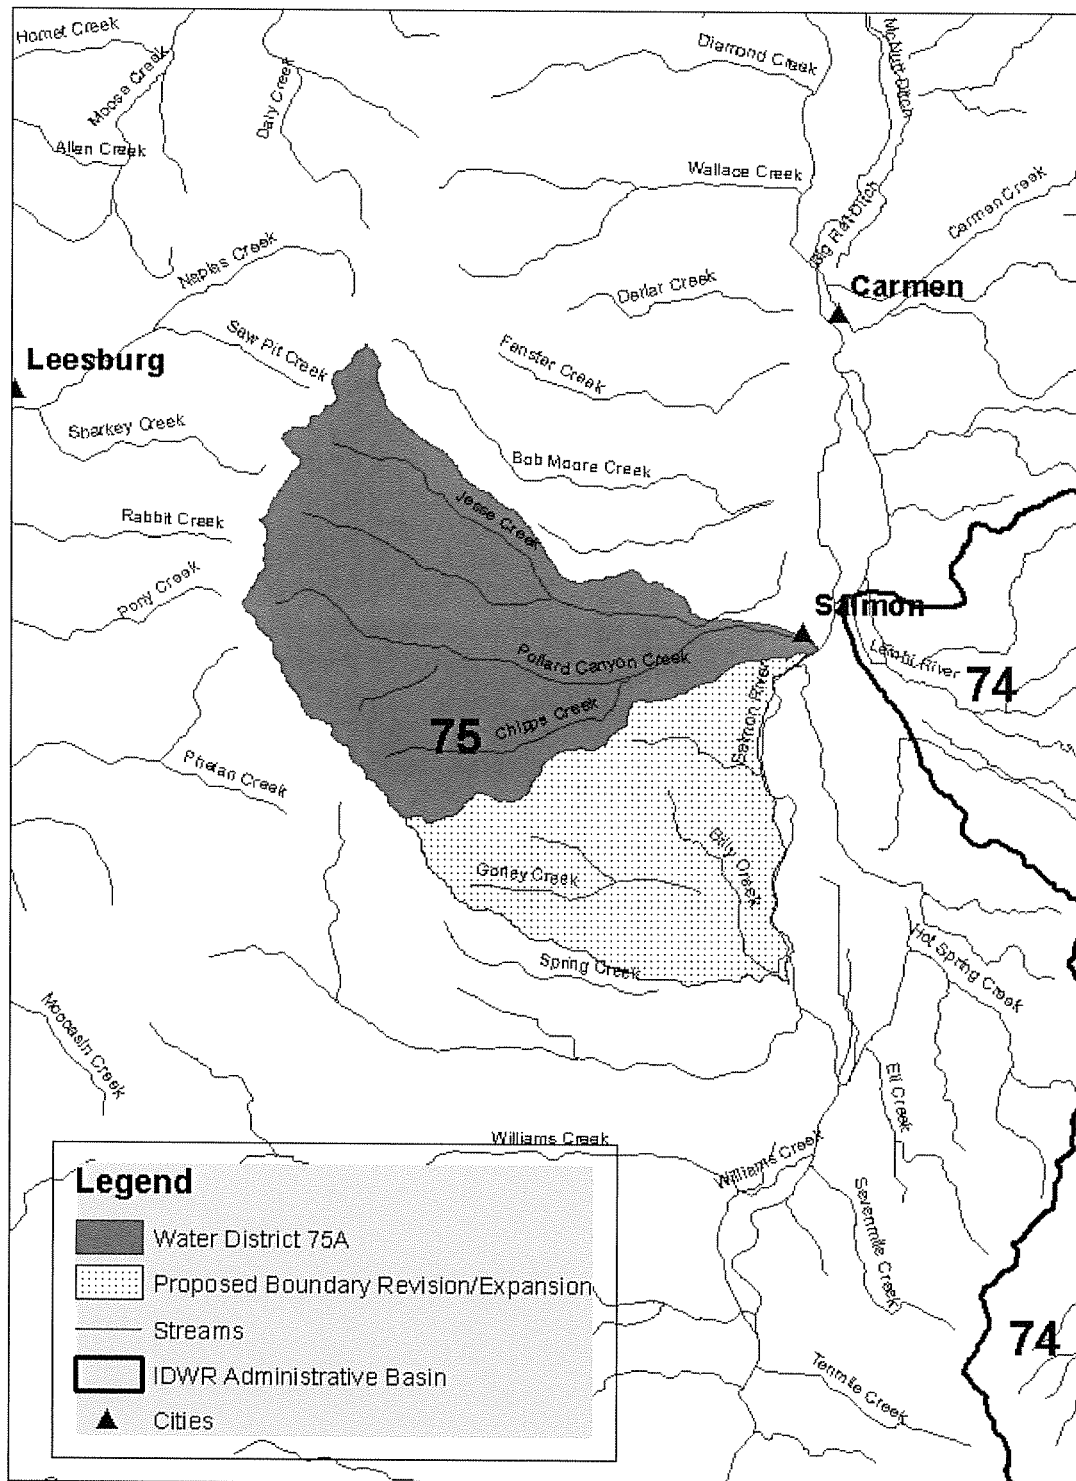 Hornet Creek
Moose Creek
Allen Creek
Daly Creek
Diamond Creek
McNutt Ditch
Wallace Creek
Big Flat Ditch
Carmen Creek
Naples Creek
Carmen
Saw Pit Creek
Leesburg
Fenster Creek
Sharkey Creek
Bob Moore Creek
Jesse Creek
Rabbit Creek
Pony Creek
Salmon
Lemhi River
74
Pollard Canyon Creek
Salmon River
75
Chipps Creek
Phelan Creek
Billy Creek
Gorley Creek
Hot Spring Creek
Spring Creek
Moccasin Creek
Eli Creek
Williams Creek
Williams Creek
Sevenmile Creek
Tenmile Creek
74
Legend
Water District 75A
Proposed Boundary Revision/Expansion
Streams
IDWR Administrative Basin
Cities